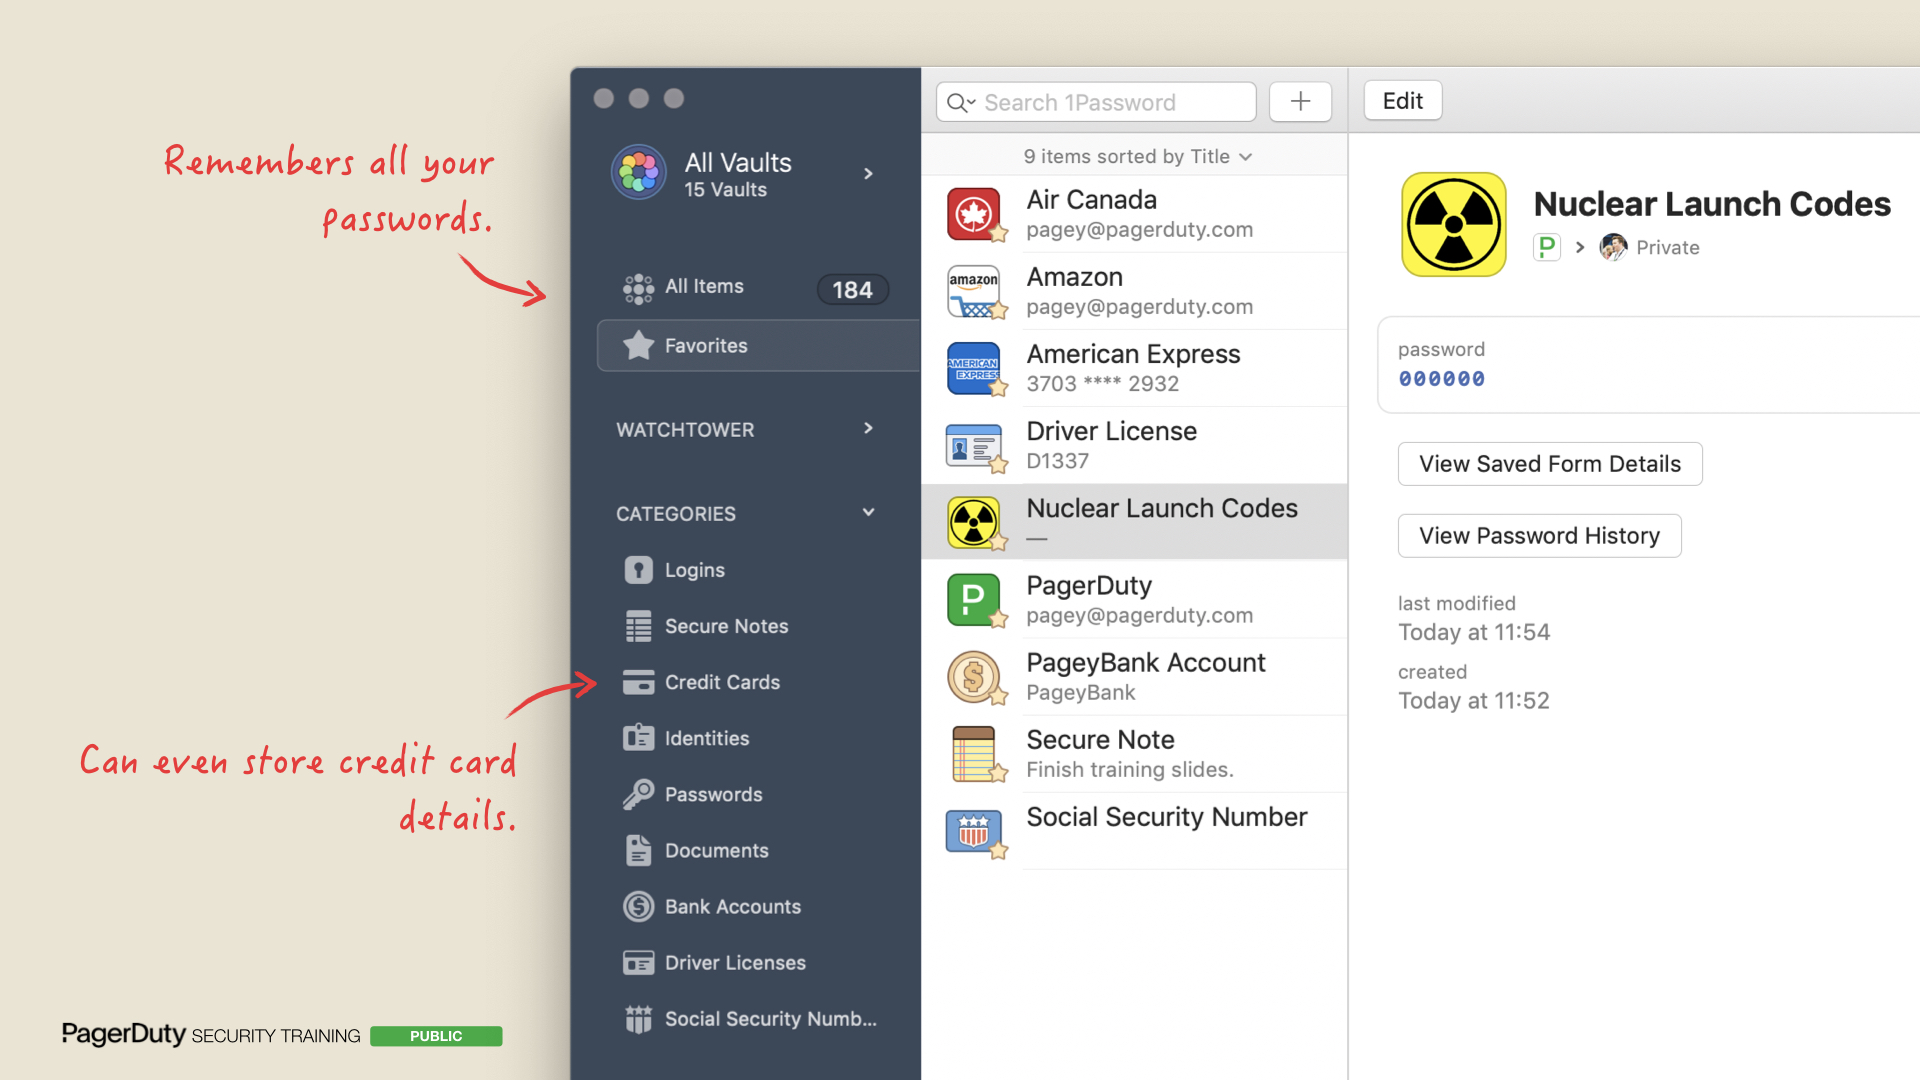 Remembers all your
passwords.
Can even store credit card
details.
PagerDuty SECURITY TRAINING PUBLIC
All Vaults
15 Vaults
All Items 184
Favorites
WATCHTOWER
CATEGORIES
Logins
Secure Notes
Credit Cards
Identities
Passwords
Documents
Bank Accounts
Driver Licenses
Social Security Numb...
Search 1Password
9 items sorted by Title
Air Canada
pagey@pagerduty.com
amazon
Amazon
pagey@pagerduty.com
AMERICAN
EXPRESS
American Express
3703 **** 2932
Driver License
D1337
Nuclear Launch Codes
—
P
PagerDuty
pagey@pagerduty.com
$
PageyBank Account
PageyBank
Secure Note
Finish training slides.
Social Security Number
Edit
Nuclear Launch Codes
P > Private
password
000000
View Saved Form Details
View Password History
last modified
Today at 11:54
created
Today at 11:52